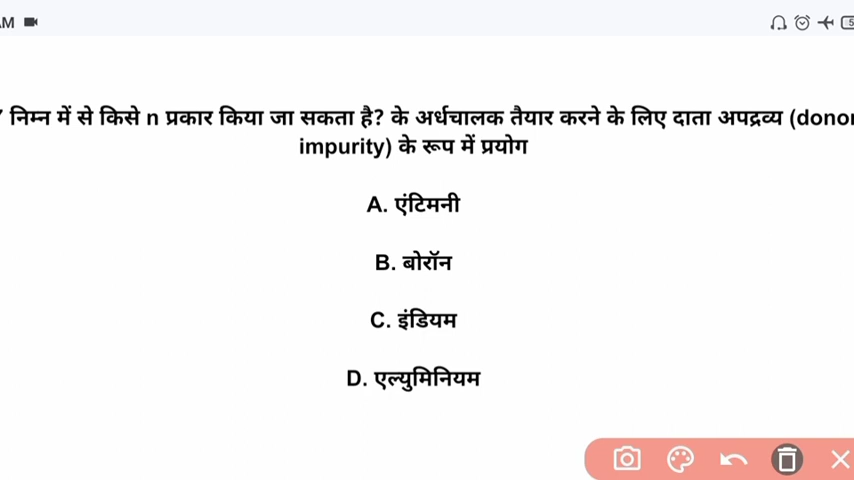 निम्न में से किसे n प्रकार किया जा सकता है? के अर्धचालक तैयार करने के लिए दाता अपद्रव्य (donor
impurity) के रूप में प्रयोग
A. एंटिमनी
B. बोरॉन
C. इंडियम
D. एल्युमिनियम